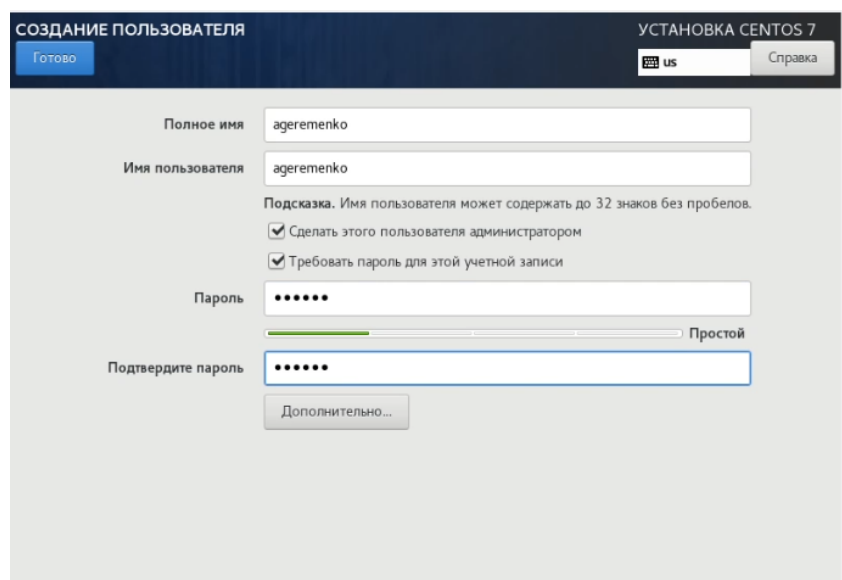 СОЗДАНИЕ ПОЛЬЗОВАТЕЛЯ
УСТАНОВКА CENTOS 7
Готово
us
Справка
Полное имя
ageremenko
Имя пользователя
ageremenko
Подсказка. Имя пользователя может содержать до 32 знаков без пробелов.
Сделать этого пользователя администратором
Требовать пароль для этой учетной записи
Пароль
••••••
Простой
Подтвердите пароль
••••••
Дополнительно...